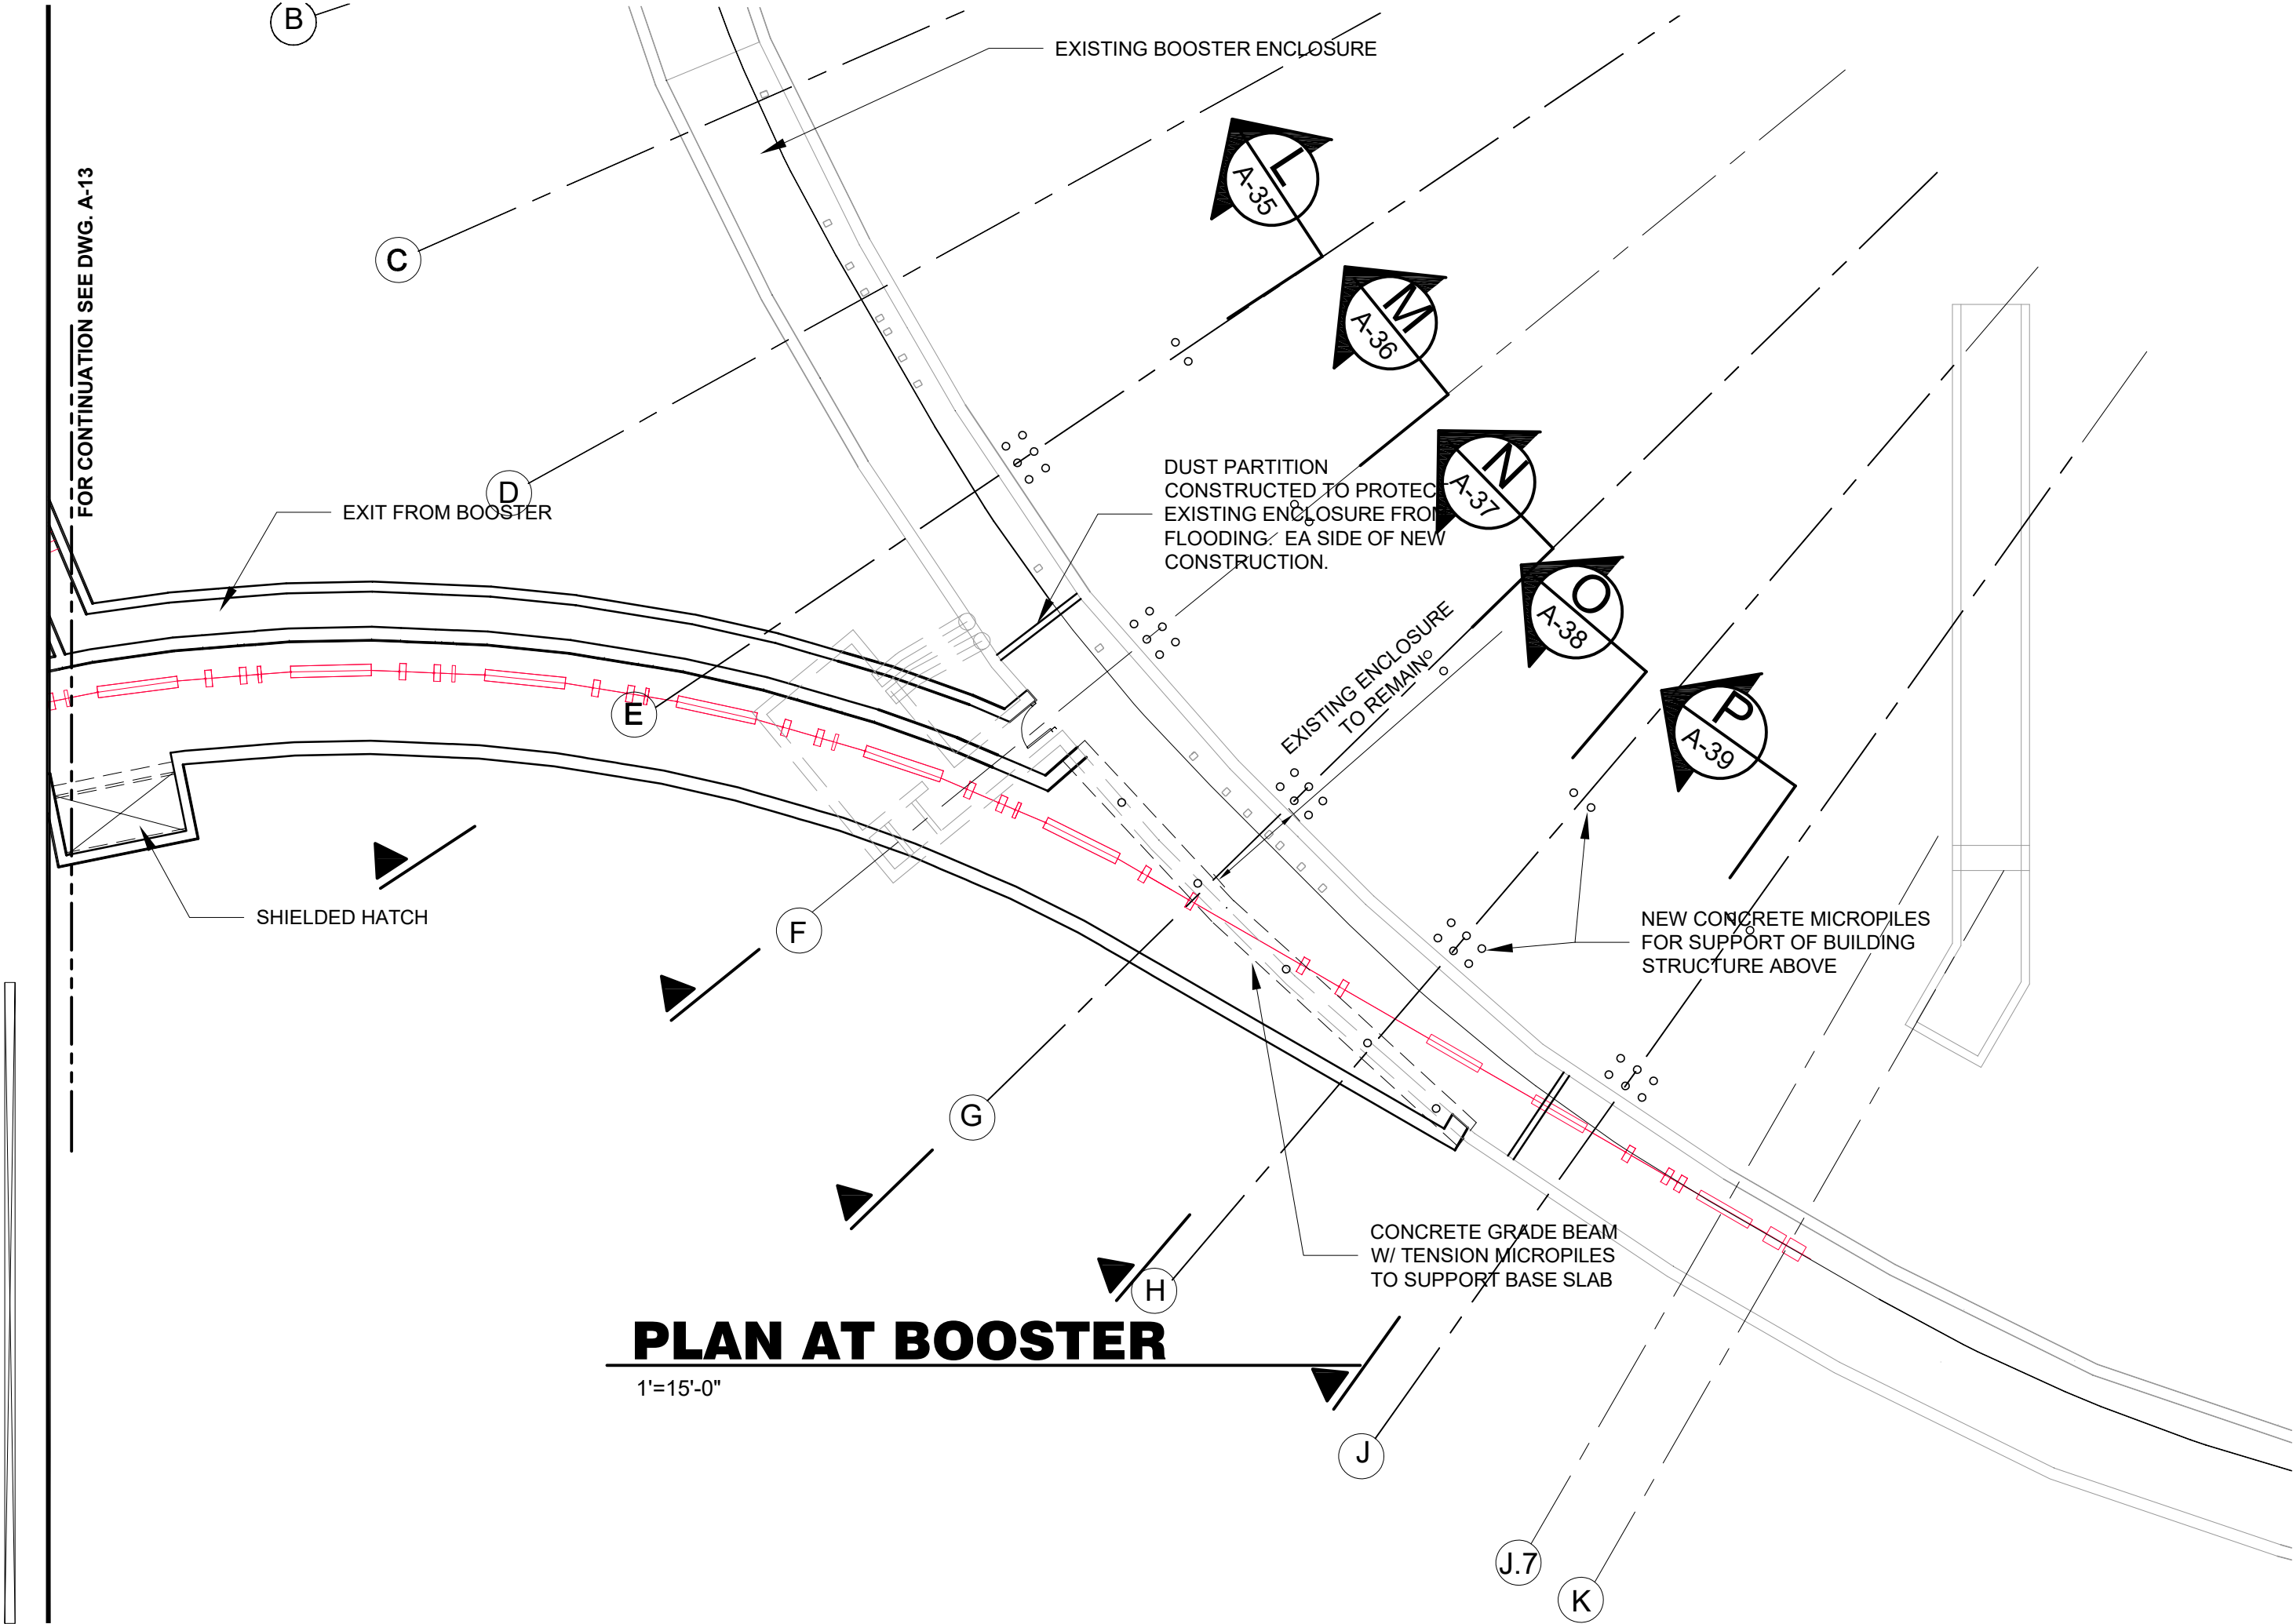 B
EXISTING BOOSTER ENCLOSURE
FOR CONTINUATION SEE DWG. A-13
L
A-35
C
M
A-36
DUST PARTITION
CONSTRUCTED TO PROTECT
EXISTING ENCLOSURE FROM
FLOODING. EA SIDE OF NEW
CONSTRUCTION.
N
A-37
D
EXIT FROM BOOSTER
O
A-38
EXISTING ENCLOSURE
TO REMAIN
E
P
A-39
SHIELDED HATCH
F
NEW CONCRETE MICROPILES
FOR SUPPORT OF BUILDING
STRUCTURE ABOVE
G
CONCRETE GRADE BEAM
W/ TENSION MICROPILES
TO SUPPORT BASE SLAB
H
PLAN AT BOOSTER
1'=15'-0"
J
J.7
K